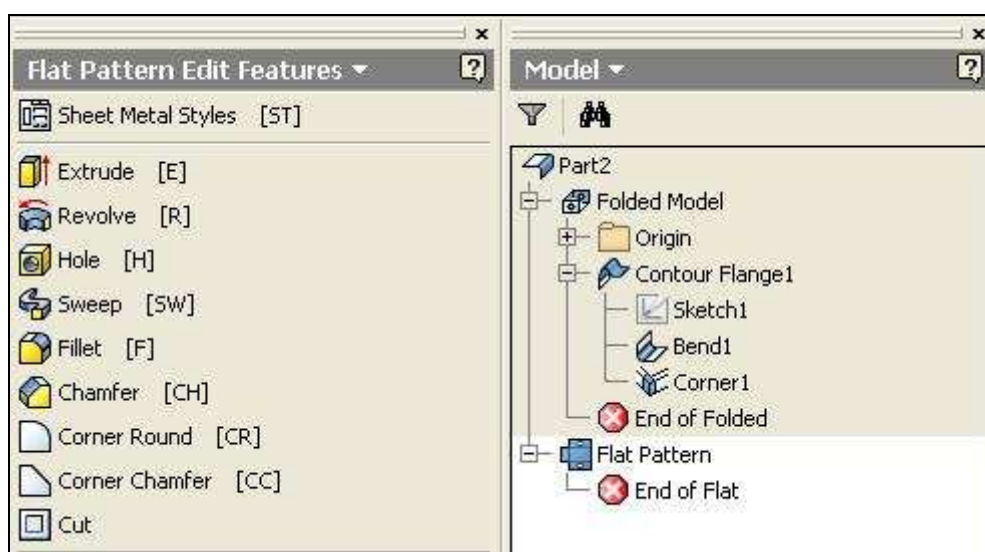 Flat Pattern Edit Features
Sheet Metal Styles [ST]
Extrude [E]
Revolve [R]
Hole [H]
Sweep [SW]
Fillet [F]
Chamfer [CH]
Corner Round [CR]
Corner Chamfer [CC]
Cut
Model
Part2
Folded Model
Origin
Contour Flange1
Sketch1
Bend1
Corner1
End of Folded
Flat Pattern
End of Flat